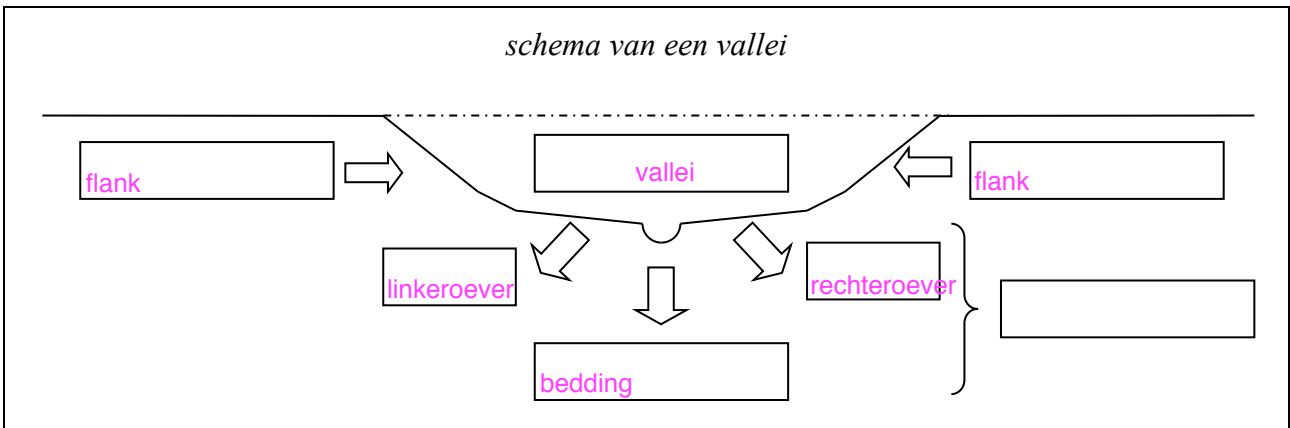 schema van een vallei
flank
vallei
flank
linkeroever
rechteroever
bedding